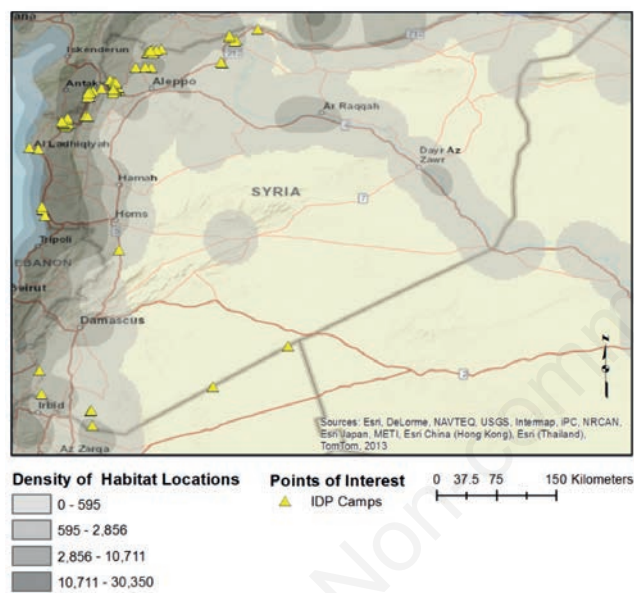 Iskenderun
Aleppo
Ar Raqqah
Al Ladhiqiyah
Dayr Az
Zawr
Hamah
SYRIA
7
Homs
Tripoli
Damascus
2
Irbid
Az Zarqa
Sources: Esri, DeLorme, NAVTEQ, USGS, Intermap, iPC, NRCAN,
Esri Japan, METI, Esri China (Hong Kong), Esri (Thailand),
TomTom, 2013
Density of Habitat Locations
0 - 595
595 - 2,856
2,856 - 10,711
10,711 - 30,350
Points of Interest
IDP Camps
0 37.5 75 150 Kilometers